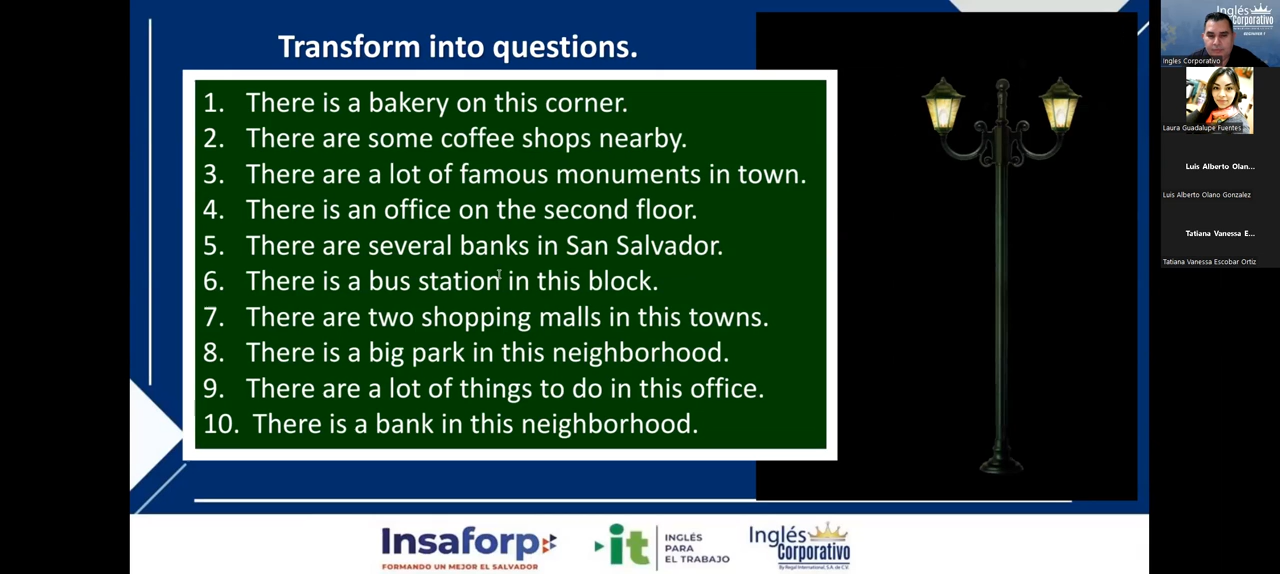 Transform into questions.
1. There is a bakery on this corner.
2. There are some coffee shops nearby.
3. There are a lot of famous monuments in town.
4. There is an office on the second floor.
5. There are several banks in San Salvador.
6. There is a bus station in this block.
7. There are two shopping malls in this towns.
8. There is a big park in this neighborhood.
9. There are a lot of things to do in this office.
10. There is a bank in this neighborhood.
Insaforp
FORMANDO UN MEJOR EL SALVADOR
it
INGLÉS
PARA
EL TRABAJO
Inglés
Corporativo
By Regal International, S.A. de C.V.
Inglés
Corporativo
BEGINNER 1
Ingles Corporativo
Laura Guadalupe Fuentes
Luis Alberto Olan...
Luis Alberto Olano Gonzalez
Tatiana Vanessa E...
Tatiana Vanessa Escobar Ortiz